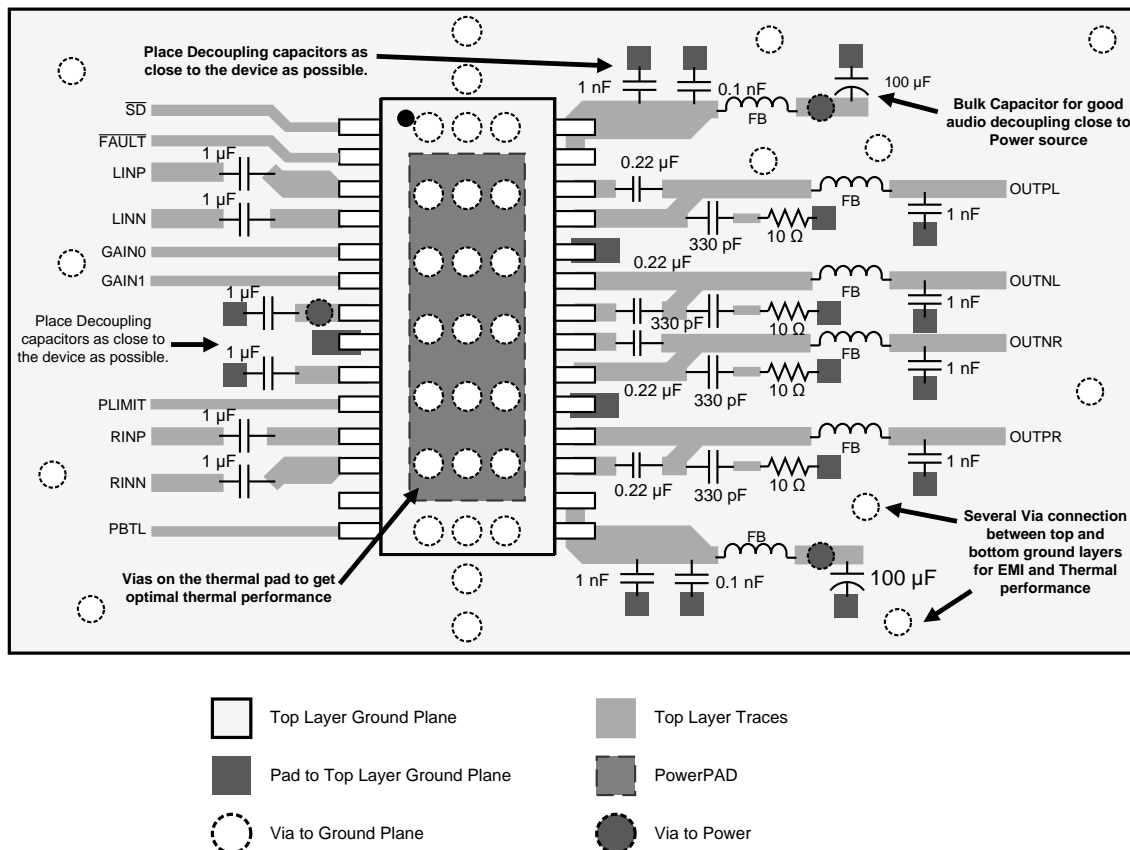 Place Decoupling capacitors as
close to the device as possible.
1 nF
0.1 nF
FB
100 µF
Bulk Capacitor for good
audio decoupling close to
Power source
SD
FAULT
LINP
1 µF
LINN
1 µF
GAIN0
GAIN1
1 µF
Place Decoupling
capacitors as close to
the device as possible.
1 µF
PLIMIT
RINP
1 µF
RINN
1 µF
PBTL
0.22 µF
FB
OUTPL
1 nF
330 pF
10 Ω
0.22 µF
FB
OUTNL
1 nF
330 pF
10 Ω
FB
OUTNR
1 nF
0.22 µF
330 pF
10 Ω
FB
OUTPR
1 nF
0.22 µF
330 pF
10 Ω
Several Via connection
between top and
bottom ground layers
for EMI and Thermal
performance
FB
1 nF
0.1 nF
100 µF
Vias on the thermal pad to get
optimal thermal performance
Top Layer Ground Plane
Top Layer Traces
Pad to Top Layer Ground Plane
PowerPAD
Via to Ground Plane
Via to Power